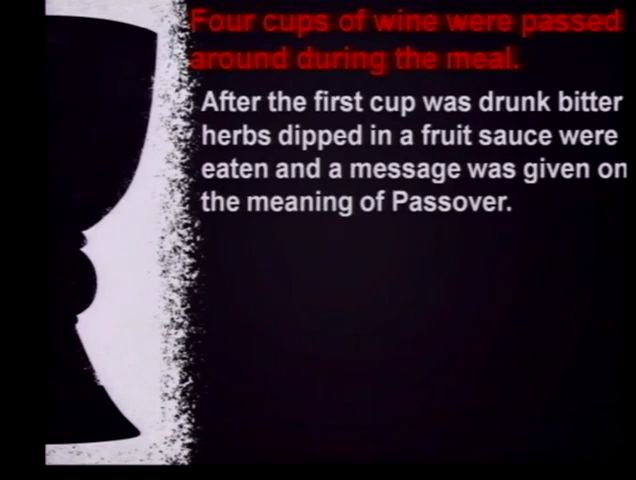 Four cups of wine were passed
around during the meal.
After the first cup was drunk bitter
herbs dipped in a fruit sauce were
eaten and a message was given on
the meaning of Passover.